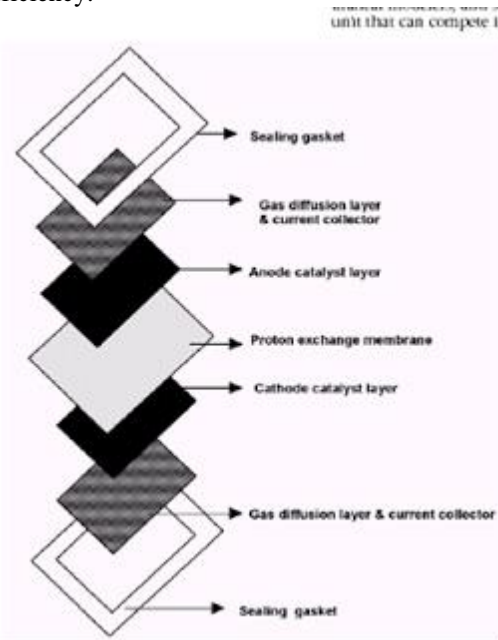 iciency.
unit that can compete i
Sealing gasket
Gas diffusion layer
& current collector
Anode catalyst layer
Proton exchange membrane
Cathode catalyst layer
Gas diffusion layer & current collector
Sealing gasket